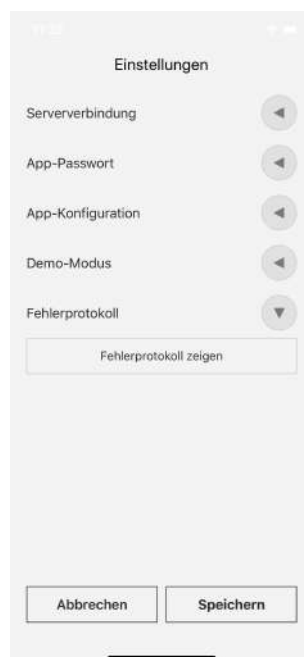 Einstellungen
Serververbindung
App-Passwort
App-Konfiguration
Demo-Modus
Fehlerprotokoll
Fehlerprotokoll zeigen
Abbrechen
Speichern